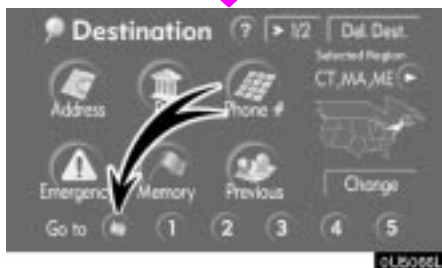 Destination ? 1/2 Del. Dest.
Selected Region
CT,MA,ME
Address Phone #
Emergency Memory Previous Change
Go to 1 2 3 4 5